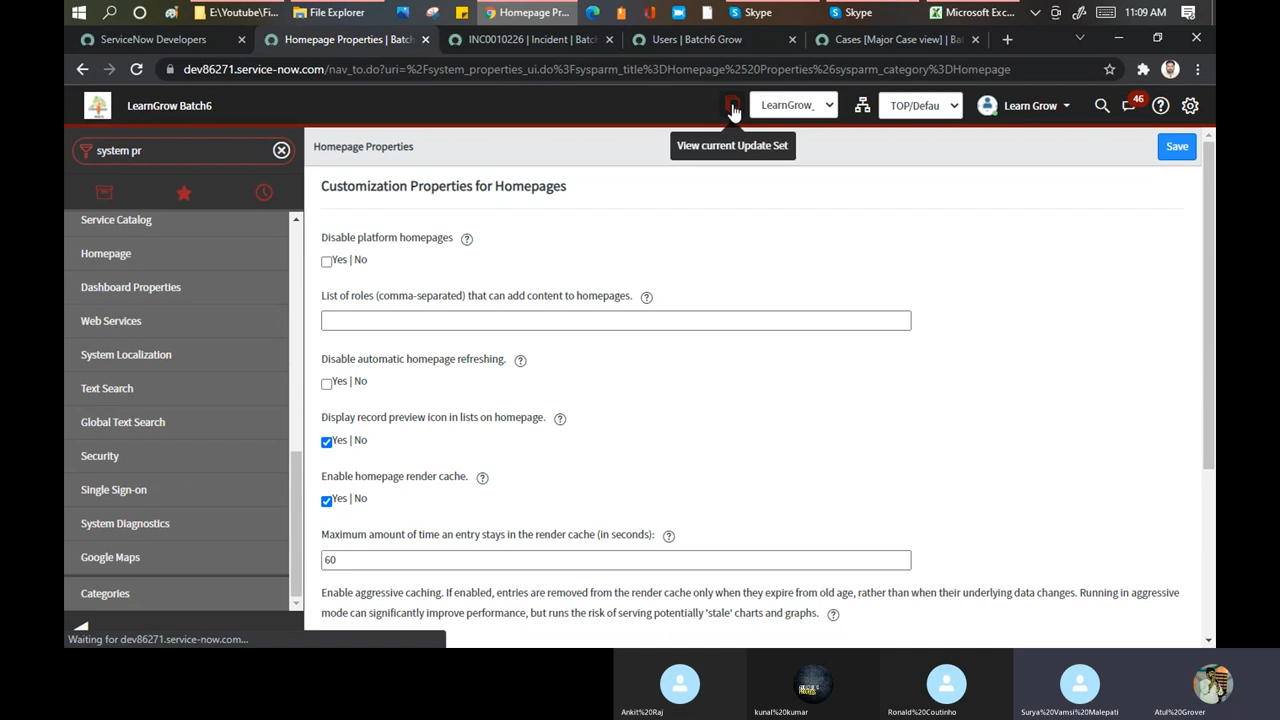 E:\Youtube\Fi...
File Explorer
Homepage Pr...
Skype
Skype
Microsoft Exc...
11:09 AM
ServiceNow Developers
Homepage Properties | Batch
INC0010226 | Incident | Batch
Users | Batch6 Grow
Cases [Major Case view] | Bat
dev86271.service-now.com/nav_to.do?uri=%2Fsystem_properties_ui.do%3Fsysparm_title%3DHomepage%2520Properties%26sysparm_category%3DHomepage
LearnGrow Batch6
LearnGrow_
TOP/Defau
Learn Grow
46
View current Update Set
system pr
Homepage Properties
Save
Customization Properties for Homepages
Service Catalog
Homepage
Dashboard Properties
Web Services
System Localization
Text Search
Global Text Search
Security
Single Sign-on
System Diagnostics
Google Maps
Categories
Disable platform homepages
Yes | No
List of roles (comma-separated) that can add content to homepages.
Disable automatic homepage refreshing.
Yes | No
Display record preview icon in lists on homepage.
Yes | No
Enable homepage render cache.
Yes | No
Maximum amount of time an entry stays in the render cache (in seconds):
60
Enable aggressive caching. If enabled, entries are removed from the render cache only when they expire from old age, rather than when their underlying data changes. Running in aggressive
mode can significantly improve performance, but runs the risk of serving potentially 'stale' charts and graphs.
Waiting for dev86271.service-now.com...
Ankit%20Raj
kunal%20kumar
Ronald%20Coutinho
Surya%20Vamsi%20Malepati
Atul%20Grover